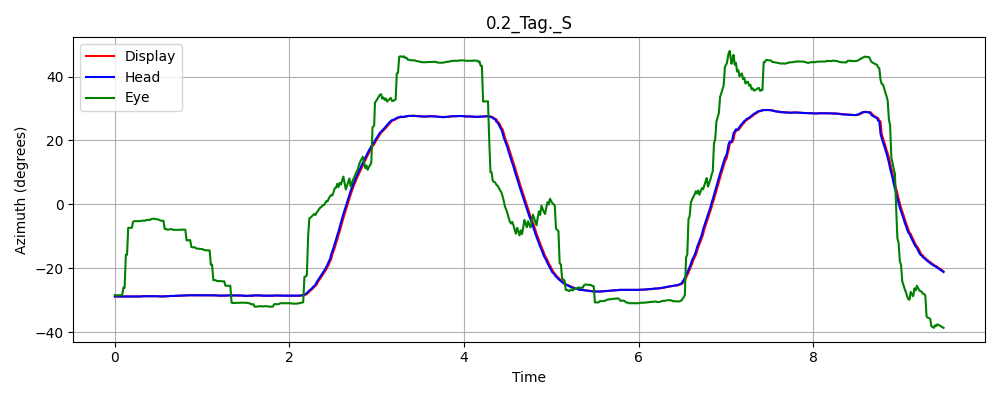 0.2_Tag._S
Display
Head
Eye
Azimuth (degrees)
40
20
0
−20
−40
0 2 4 6 8
Time